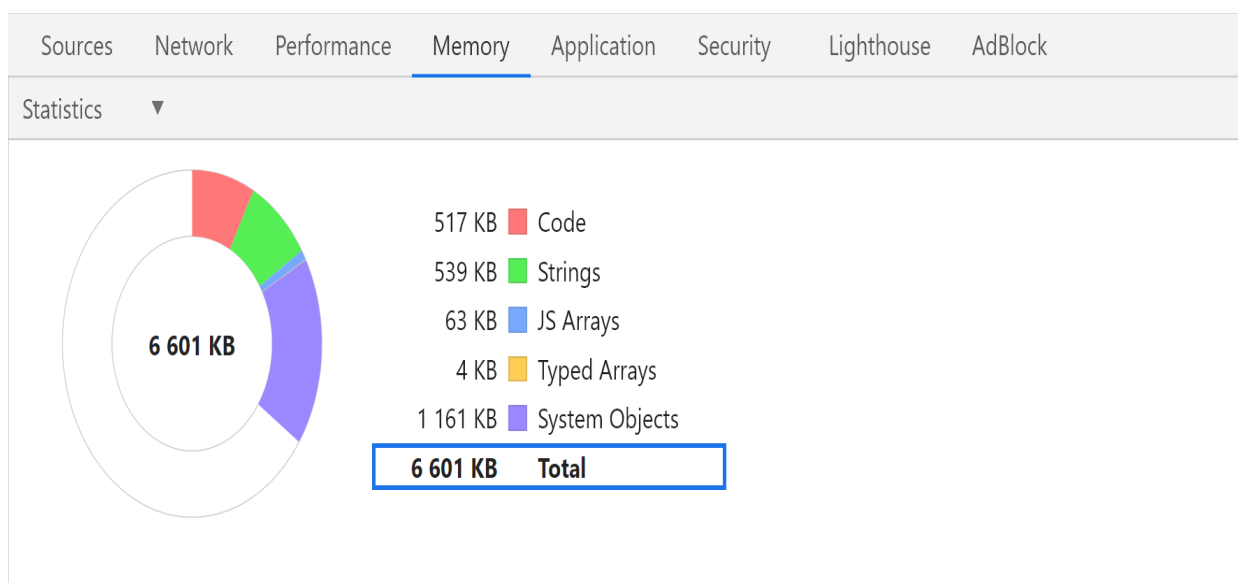 Sources Network Performance Memory Application Security Lighthouse AdBlock
Statistics ▼
517 KB Code
539 KB Strings
63 KB JS Arrays
6 601 KB
4 KB Typed Arrays
1 161 KB System Objects
6 601 KB Total